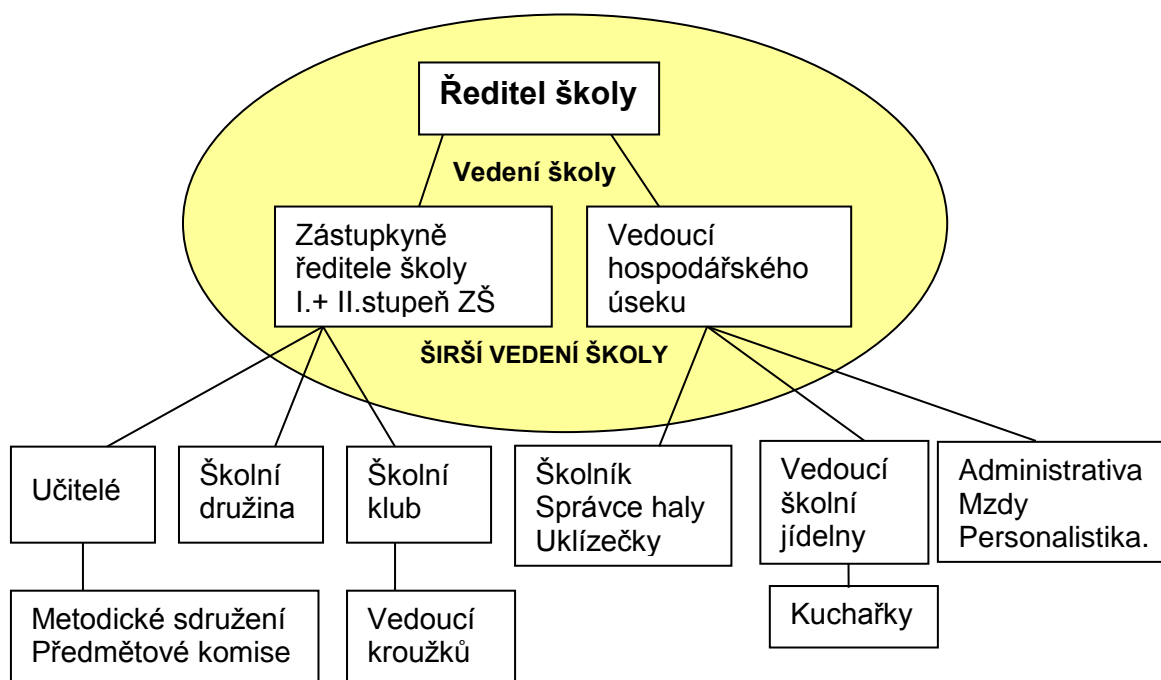 Ředitel školy
Vedení školy
Zástupkyně
ředitele školy
I.+ II.stupeň ZŠ
Vedoucí
hospodářského
úseku
ŠIRŠÍ VEDENÍ ŠKOLY
Učitelé
Školní
družina
Školní
klub
Školník
Správce haly
Uklízečky
Vedoucí
školní
jídelny
Administrativa
Mzdy
Personalistika.
Metodické sdružení
Předmětové komise
Vedoucí
kroužků
Kuchařky